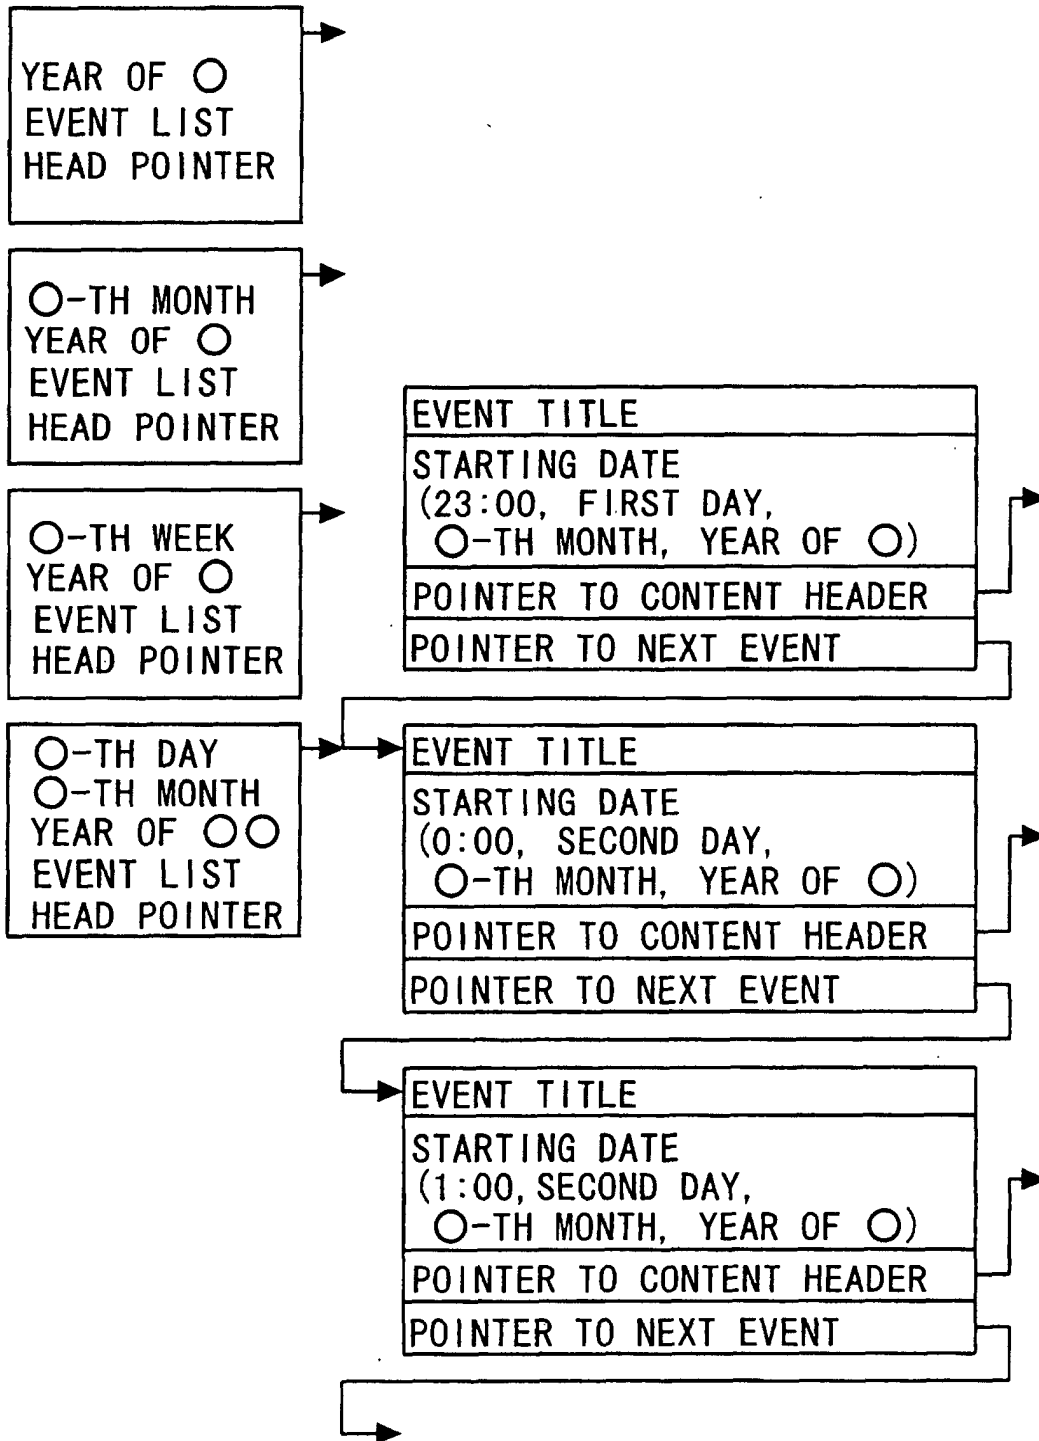 YEAR OF ○
EVENT LIST
HEAD POINTER
○-TH MONTH
YEAR OF ○
EVENT LIST
HEAD POINTER
○-TH WEEK
YEAR OF ○
EVENT LIST
HEAD POINTER
○-TH DAY
○-TH MONTH
YEAR OF ○○
EVENT LIST
HEAD POINTER
EVENT TITLE
STARTING DATE
(23:00, FIRST DAY,
○-TH MONTH, YEAR OF ○)
POINTER TO CONTENT HEADER
POINTER TO NEXT EVENT
EVENT TITLE
STARTING DATE
(0:00, SECOND DAY,
○-TH MONTH, YEAR OF ○)
POINTER TO CONTENT HEADER
POINTER TO NEXT EVENT
EVENT TITLE
STARTING DATE
(1:00, SECOND DAY,
○-TH MONTH, YEAR OF ○)
POINTER TO CONTENT HEADER
POINTER TO NEXT EVENT